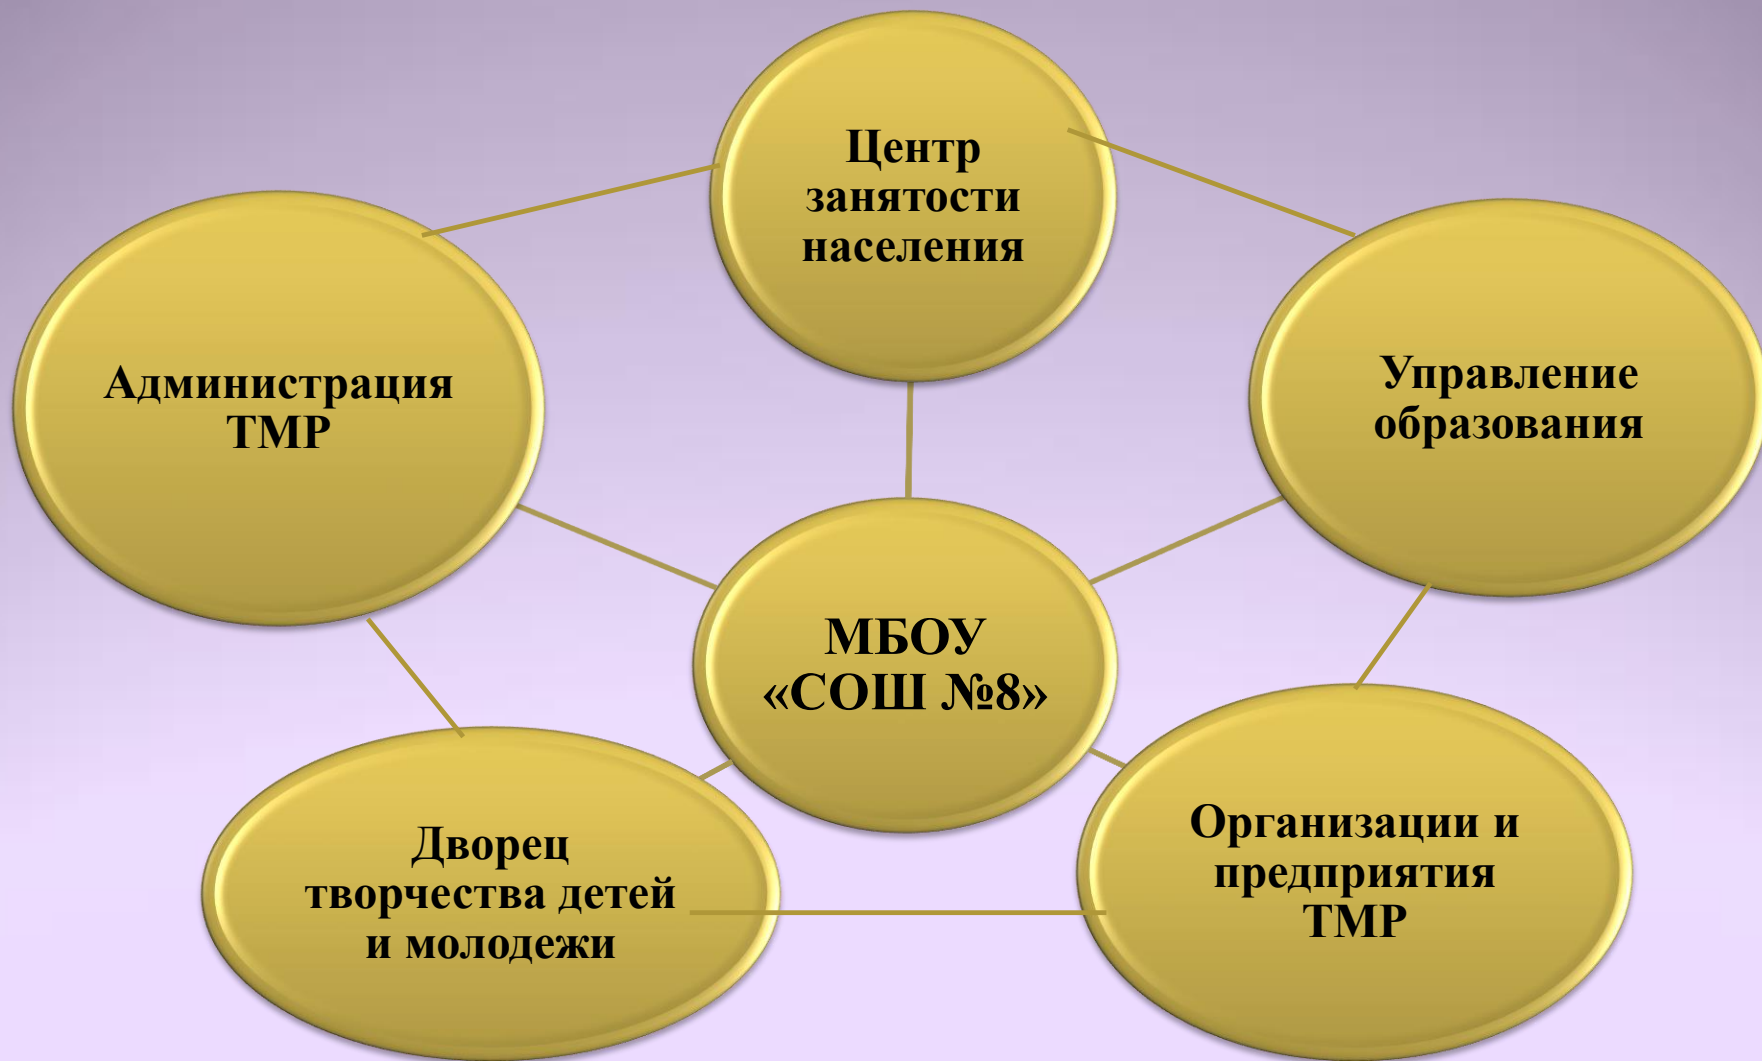 Центр
занятости
населения
Администрация
ТМР
Управление
образования
МБОУ
«СОШ №8»
Дворец
творчества детей
и молодежи
Организации и
предприятия
ТМР